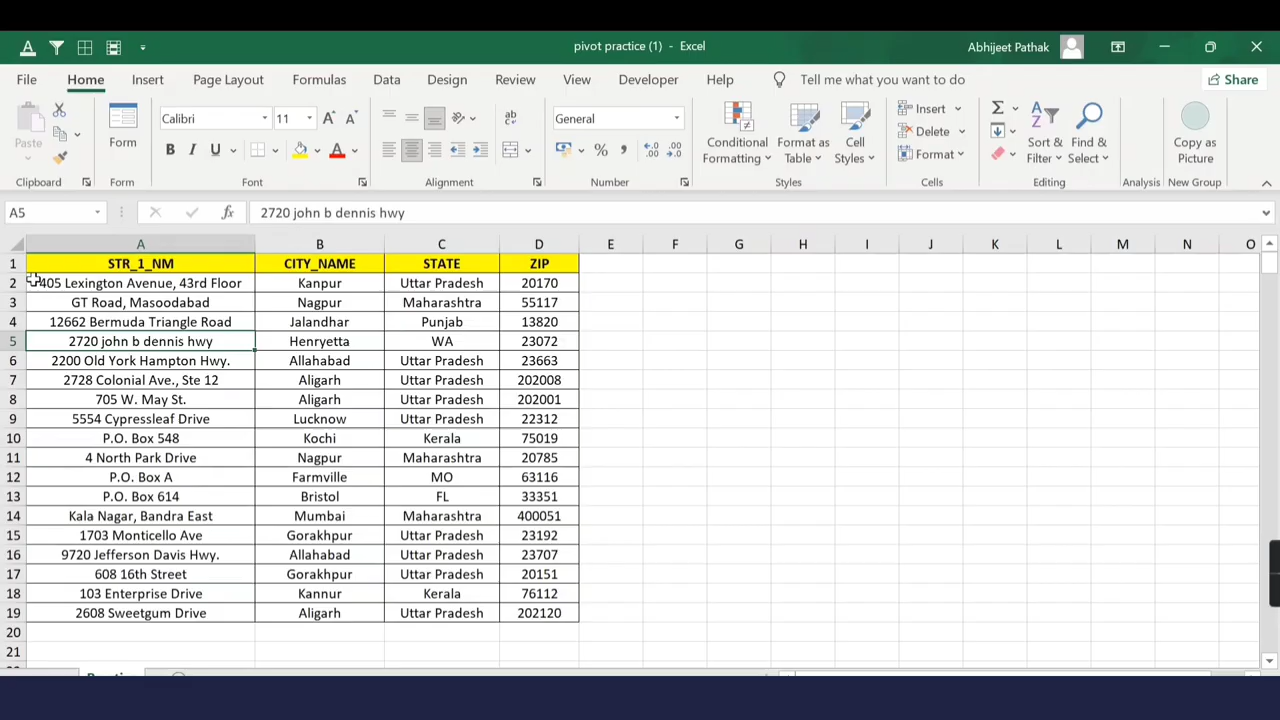 pivot practice (1) - Excel
Abhijeet Pathak
File Home Insert Page Layout Formulas Data Design Review View Developer Help Tell me what you want to do Share
Paste
Clipboard
Form
Form
Calibri 11
B I U A
Font
ab
Alignment
General
% ,
Number
Conditional Formatting
Format as Table
Cell Styles
Styles
Insert
Delete
Format
Cells
Sort & Filter
Find & Select
Editing
Analysis
Copy as Picture
New Group
A5 fx 2720 john b dennis hwy
A B C D E F G H I J K L M N O
1 STR_1_NM CITY_NAME STATE ZIP
2 405 Lexington Avenue, 43rd Floor Kanpur Uttar Pradesh 20170
3 GT Road, Masoodabad Nagpur Maharashtra 55117
4 12662 Bermuda Triangle Road Jalandhar Punjab 13820
5 2720 john b dennis hwy Henryetta WA 23072
6 2200 Old York Hampton Hwy. Allahabad Uttar Pradesh 23663
7 2728 Colonial Ave., Ste 12 Aligarh Uttar Pradesh 202008
8 705 W. May St. Aligarh Uttar Pradesh 202001
9 5554 Cypressleaf Drive Lucknow Uttar Pradesh 22312
10 P.O. Box 548 Kochi Kerala 75019
11 4 North Park Drive Nagpur Maharashtra 20785
12 P.O. Box A Farmville MO 63116
13 P.O. Box 614 Bristol FL 33351
14 Kala Nagar, Bandra East Mumbai Maharashtra 400051
15 1703 Monticello Ave Gorakhpur Uttar Pradesh 23192
16 9720 Jefferson Davis Hwy. Allahabad Uttar Pradesh 23707
17 608 16th Street Gorakhpur Uttar Pradesh 20151
18 103 Enterprise Drive Kannur Kerala 76112
19 2608 Sweetgum Drive Aligarh Uttar Pradesh 202120
20
21